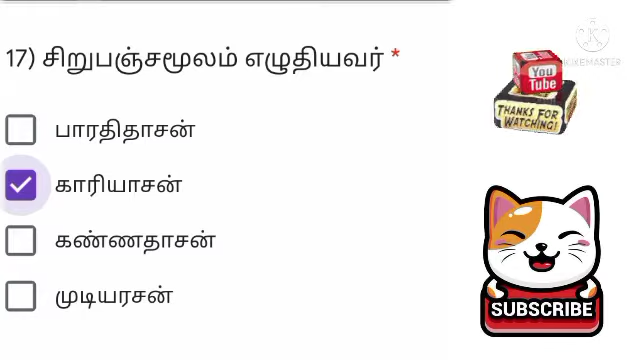 17) சிறுபஞ்சமூலம் எழுதியவர் *
பாரதிதாசன்
காரியாசன்
கண்ணதாசன்
முடியரசன்
You
Tube
THANKS FOR
WATCHING!
SUBSCRIBE